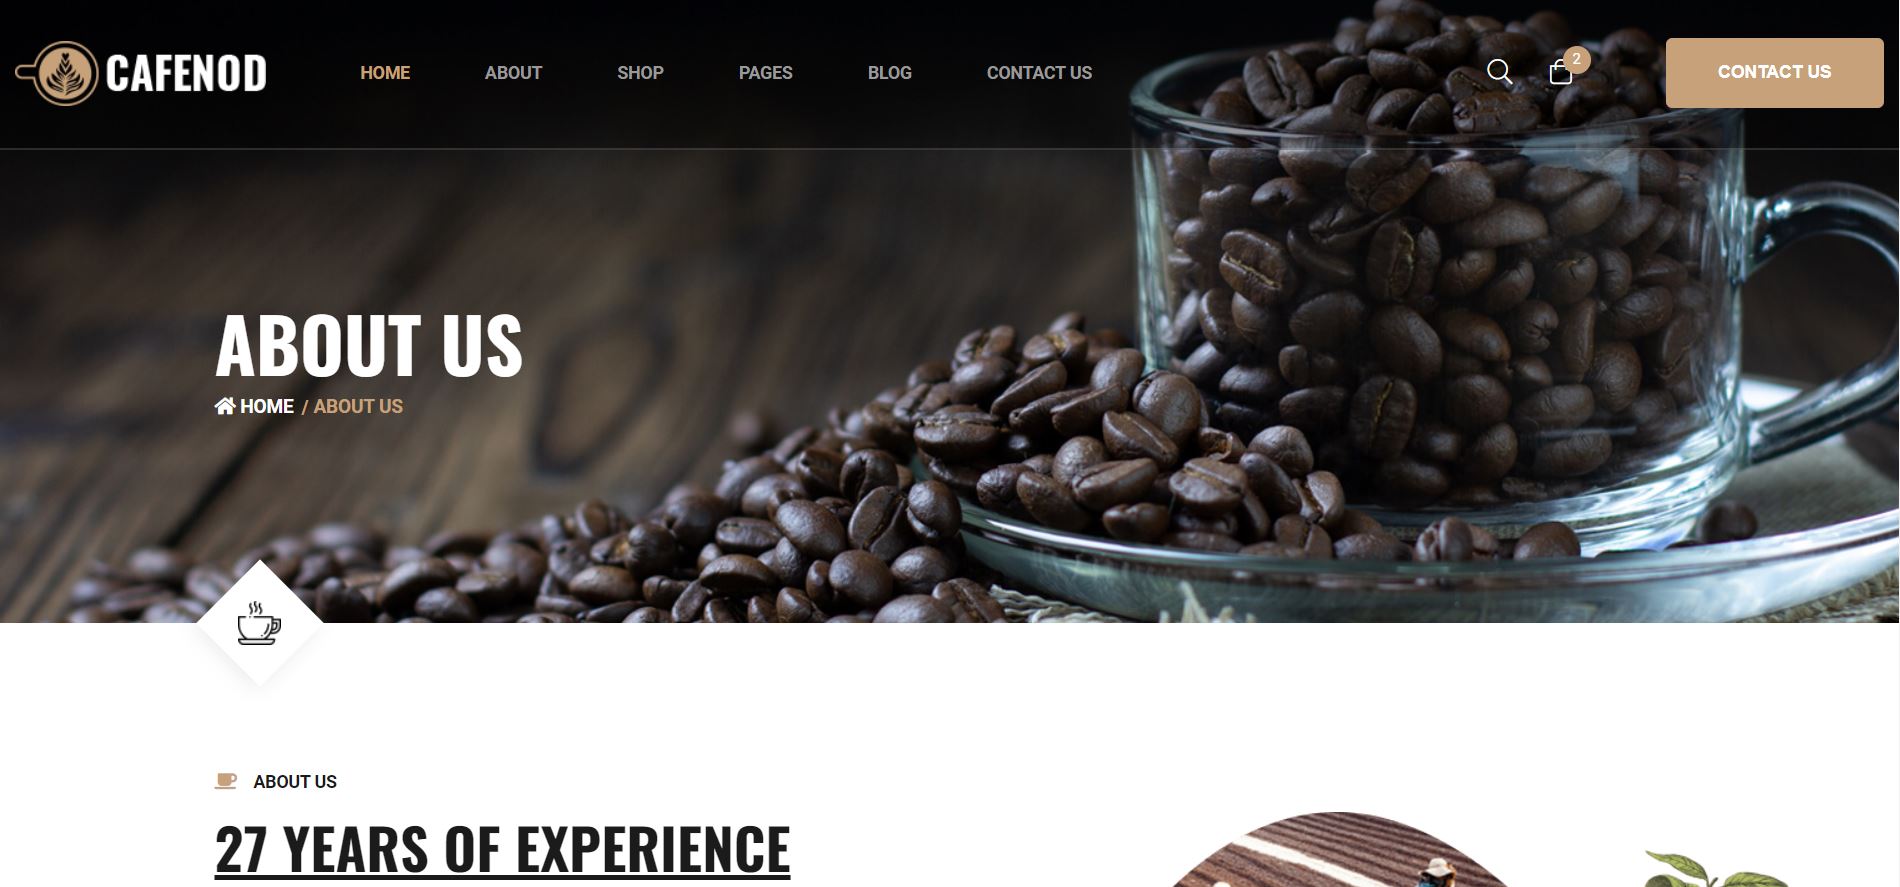 CAFENOD
HOME ABOUT SHOP PAGES BLOG CONTACT US 2 CONTACT US
ABOUT US
HOME / ABOUT US
ABOUT US
27 YEARS OF EXPERIENCE